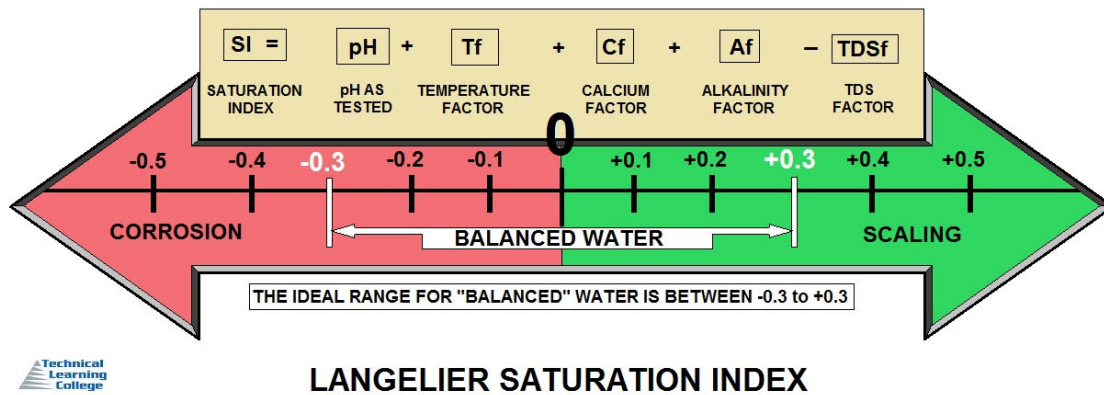 SI = pH + Tf + Cf + Af – TDSf
SATURATION INDEX pH AS TESTED TEMPERATURE FACTOR CALCIUM FACTOR ALKALINITY FACTOR TDS FACTOR
0
-0.5 -0.4 -0.3 -0.2 -0.1 +0.1 +0.2 +0.3 +0.4 +0.5
CORROSION BALANCED WATER SCALING
THE IDEAL RANGE FOR "BALANCED" WATER IS BETWEEN -0.3 to +0.3
Technical
Learning
College
LANGELIER SATURATION INDEX